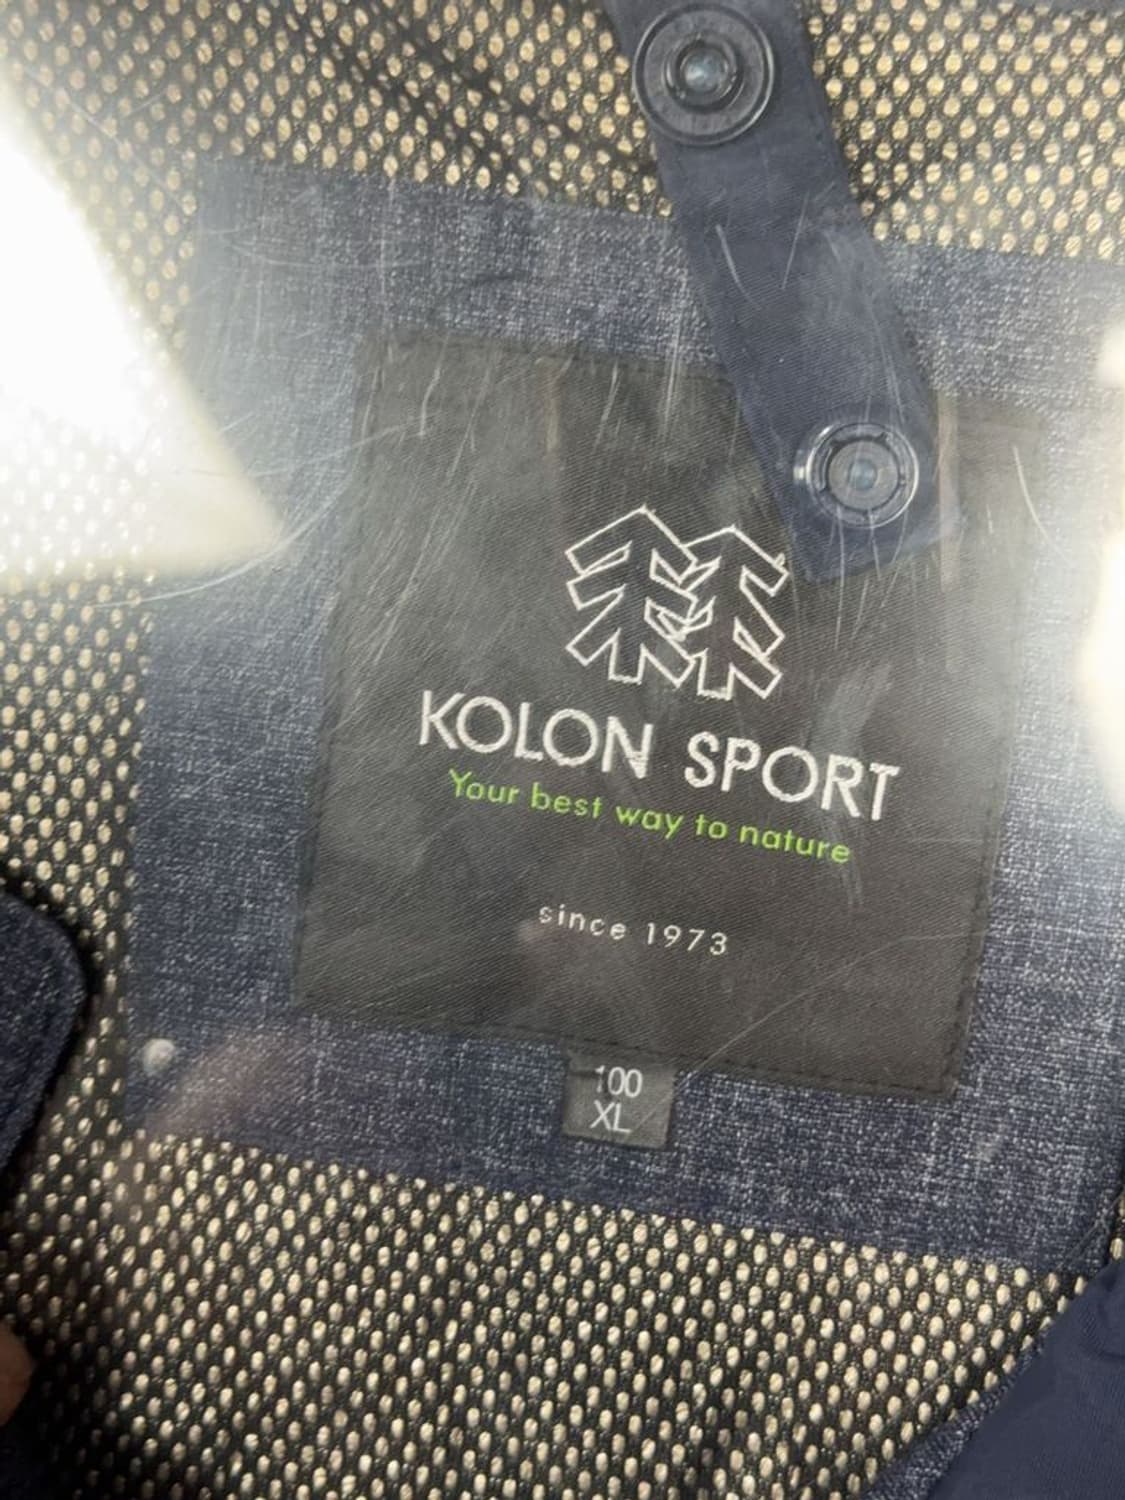 KOLON SPORT
Your best way to nature
since 1973
100
XL